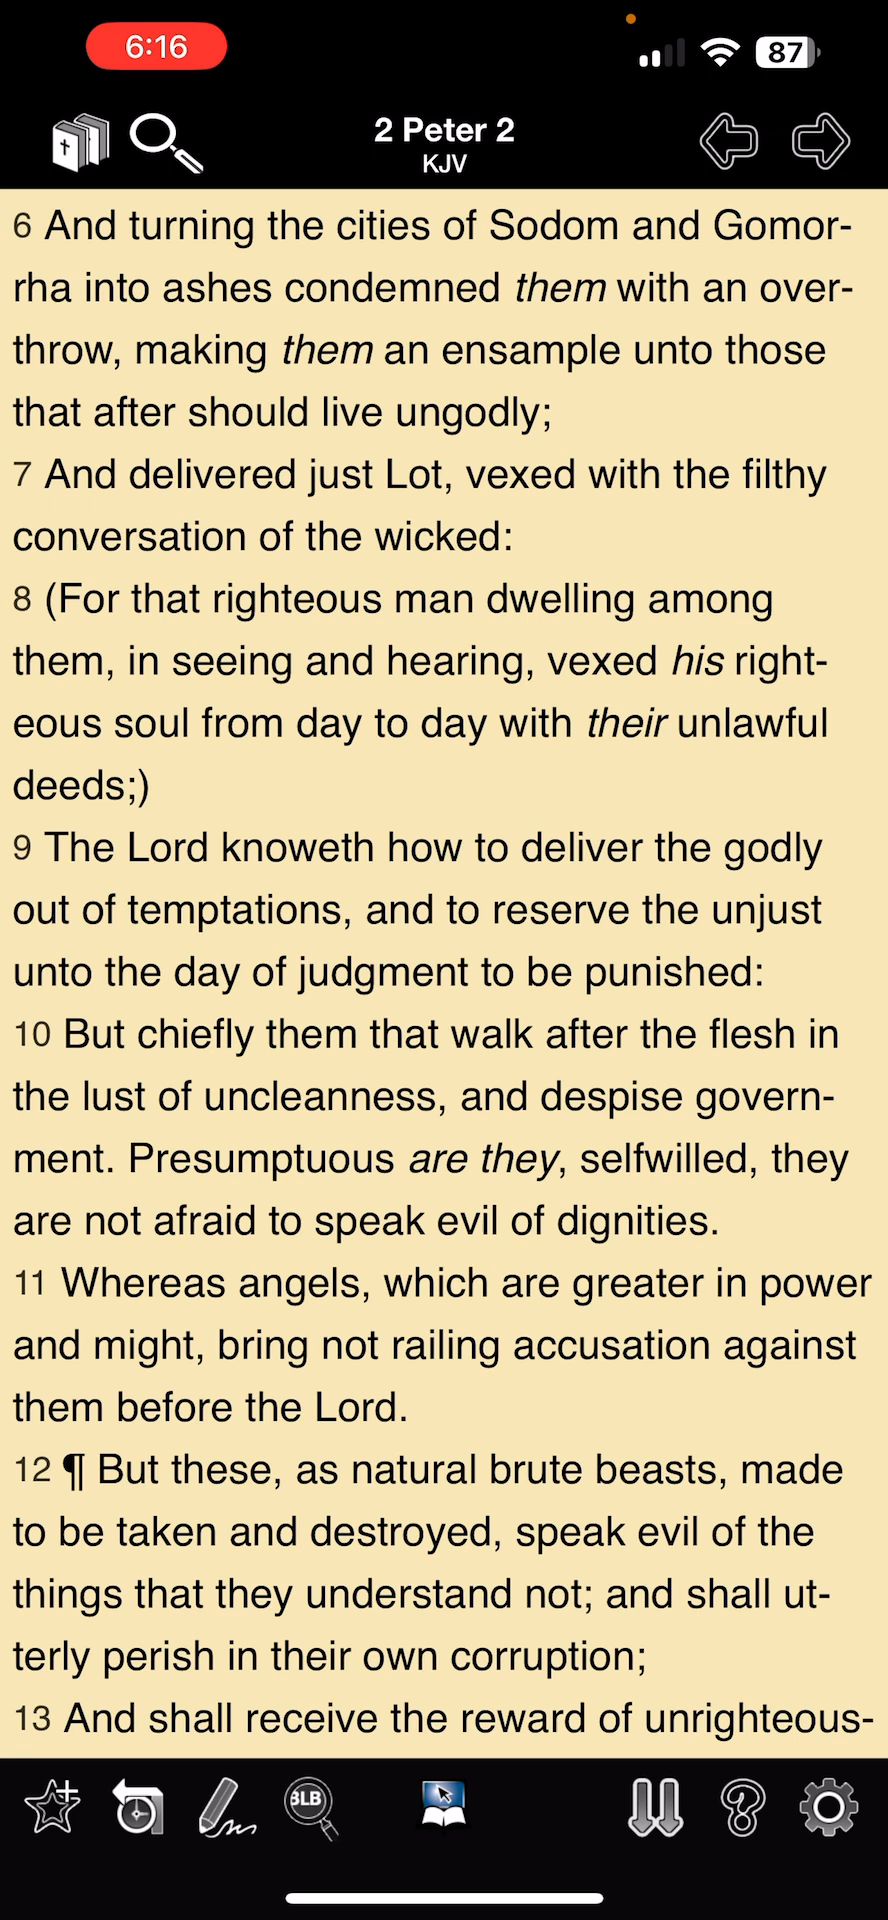 6:16
87
2 Peter 2
KJV
6 And turning the cities of Sodom and Gomor-
rha into ashes condemned them with an over-
throw, making them an ensample unto those
that after should live ungodly;
7 And delivered just Lot, vexed with the filthy
conversation of the wicked:
8 (For that righteous man dwelling among
them, in seeing and hearing, vexed his right-
eous soul from day to day with their unlawful
deeds;)
9 The Lord knoweth how to deliver the godly
out of temptations, and to reserve the unjust
unto the day of judgment to be punished:
10 But chiefly them that walk after the flesh in
the lust of uncleanness, and despise govern-
ment. Presumptuous are they, selfwilled, they
are not afraid to speak evil of dignities.
11 Whereas angels, which are greater in power
and might, bring not railing accusation against
them before the Lord.
12 ¶ But these, as natural brute beasts, made
to be taken and destroyed, speak evil of the
things that they understand not; and shall ut-
terly perish in their own corruption;
13 And shall receive the reward of unrighteous-
BLB